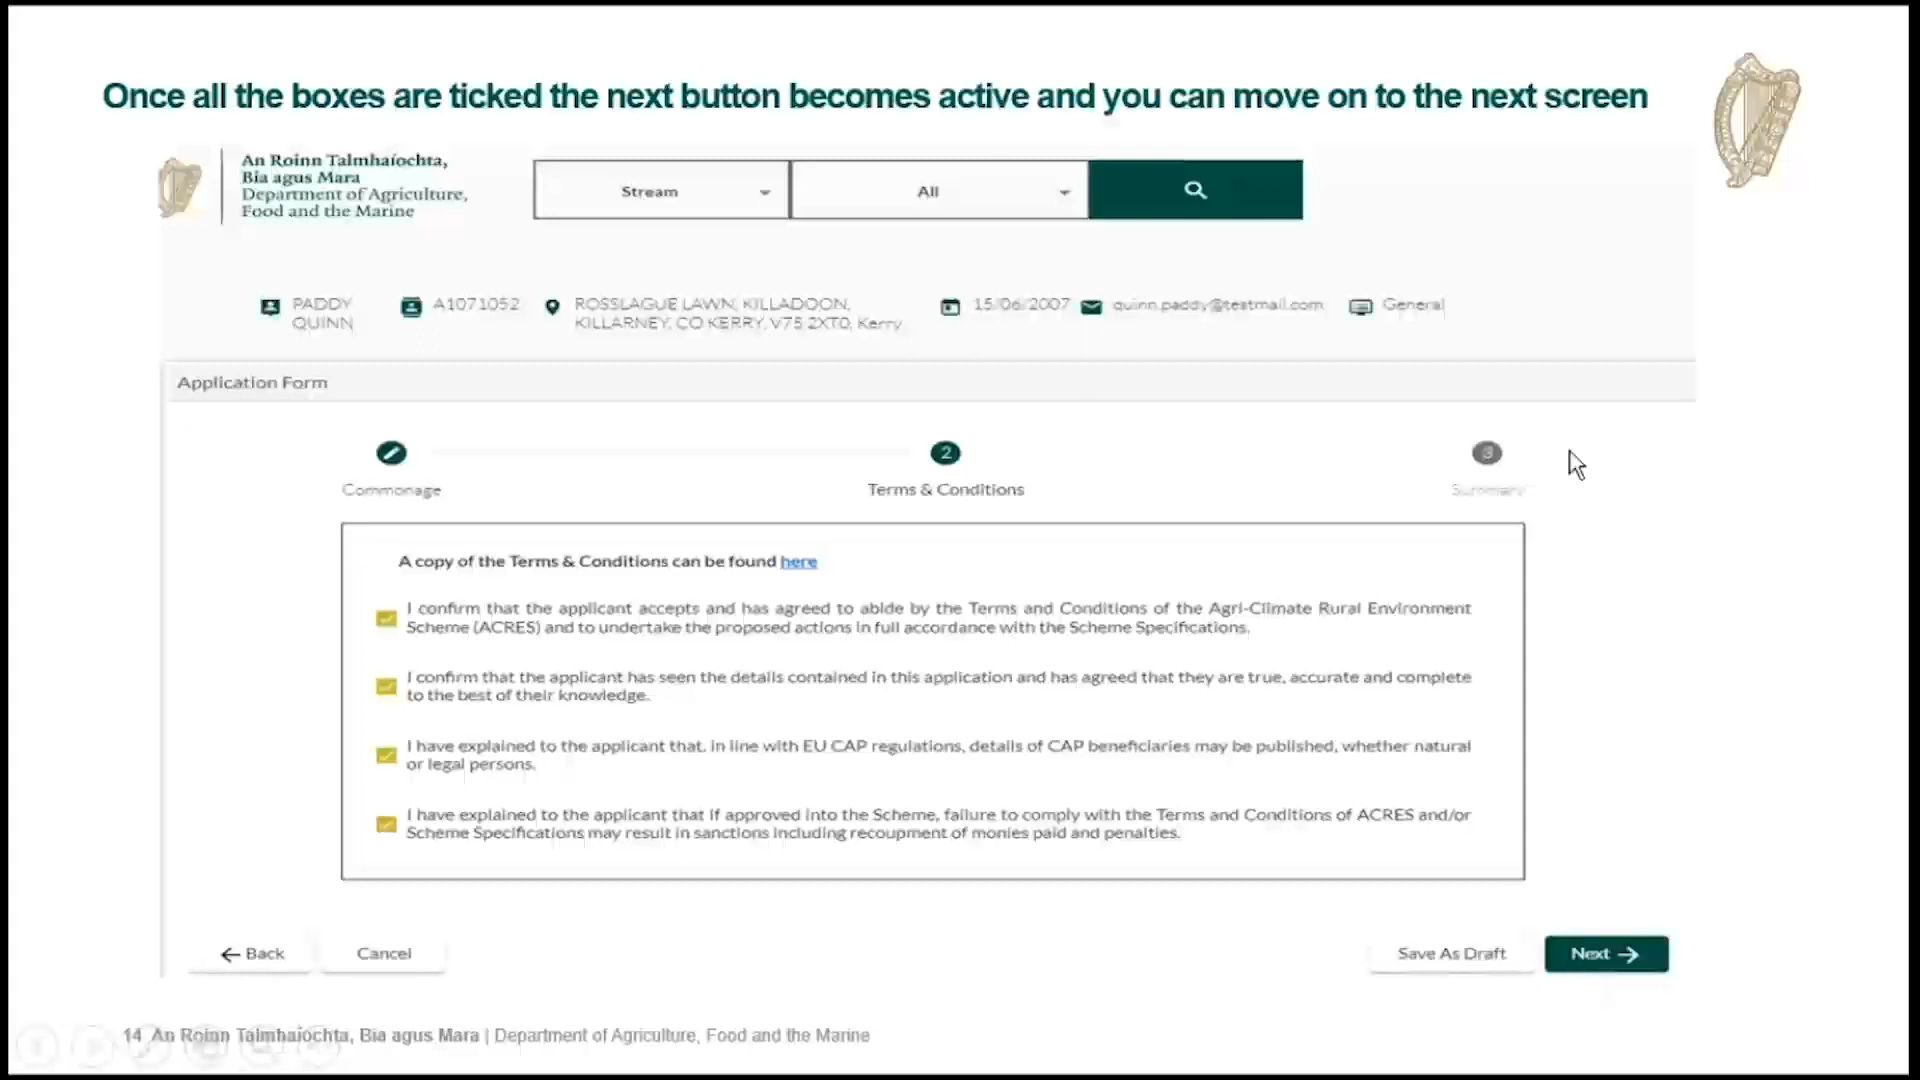 Once all the boxes are ticked the next button becomes active and you can move on to the next screen
An Roinn Talmhaíochta,
Bia agus Mara
Department of Agriculture,
Food and the Marine
Stream
All
PADDY
QUINN
A1071052
ROSSLAGUE LAWN, KILLADOON,
KILLARNEY, CO KERRY, V75 2XT0, Kerry
15/06/2007
quinn.paddy@testmail.com
General
Application Form
2
3
Commonage
Terms & Conditions
Summary
A copy of the Terms & Conditions can be found here
I confirm that the applicant accepts and has agreed to abide by the Terms and Conditions of the Agri-Climate Rural Environment
Scheme (ACRES) and to undertake the proposed actions in full accordance with the Scheme Specifications.
I confirm that the applicant has seen the details contained in this application and has agreed that they are true, accurate and complete
to the best of their knowledge.
I have explained to the applicant that, in line with EU CAP regulations, details of CAP beneficiaries may be published, whether natural
or legal persons.
I have explained to the applicant that if approved into the Scheme, failure to comply with the Terms and Conditions of ACRES and/or
Scheme Specifications may result in sanctions including recoupment of monies paid and penalties.
Back
Cancel
Save As Draft
Next
14 An Roinn Talmhaíochta, Bia agus Mara | Department of Agriculture, Food and the Marine